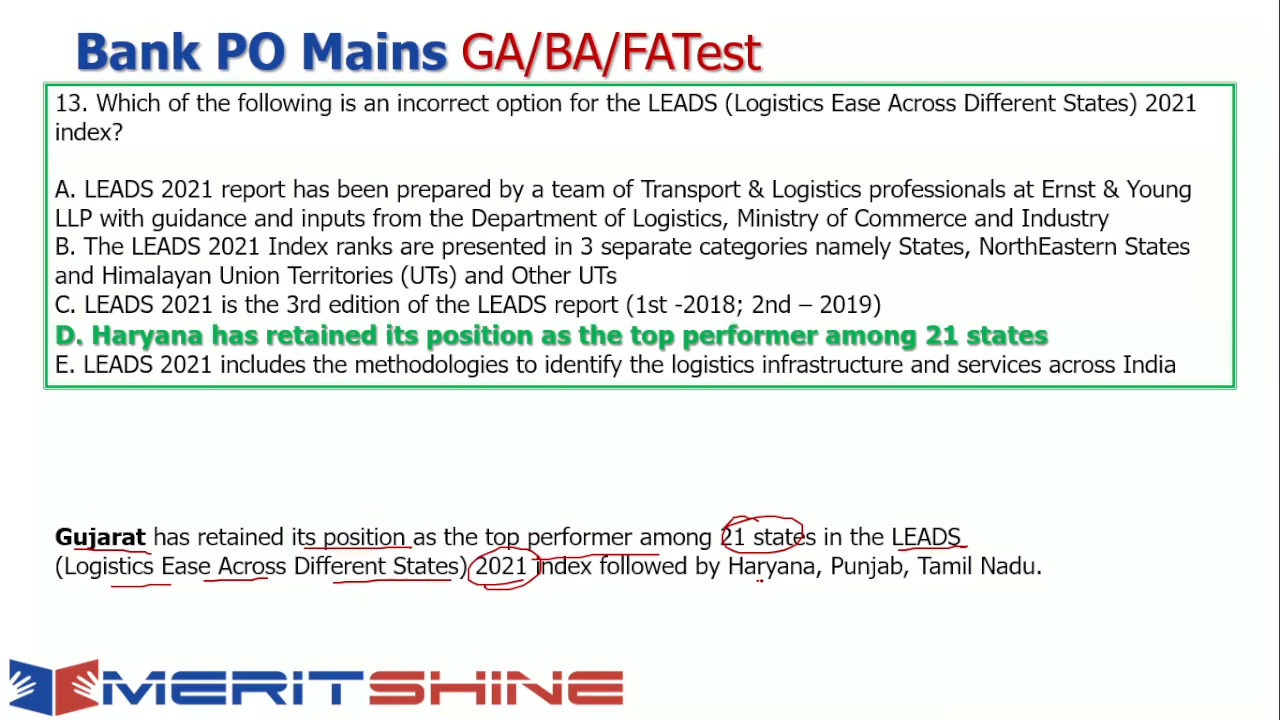 Bank PO Mains GA/BA/FATest
13. Which of the following is an incorrect option for the LEADS (Logistics Ease Across Different States) 2021
index?
A. LEADS 2021 report has been prepared by a team of Transport & Logistics professionals at Ernst & Young
LLP with guidance and inputs from the Department of Logistics, Ministry of Commerce and Industry
B. The LEADS 2021 Index ranks are presented in 3 separate categories namely States, NorthEastern States
and Himalayan Union Territories (UTs) and Other UTs
C. LEADS 2021 is the 3rd edition of the LEADS report (1st -2018; 2nd – 2019)
D. Haryana has retained its position as the top performer among 21 states
E. LEADS 2021 includes the methodologies to identify the logistics infrastructure and services across India
Gujarat has retained its position as the top performer among 21 states in the LEADS
(Logistics Ease Across Different States) 2021 index followed by Haryana, Punjab, Tamil Nadu.
MERITSHINE